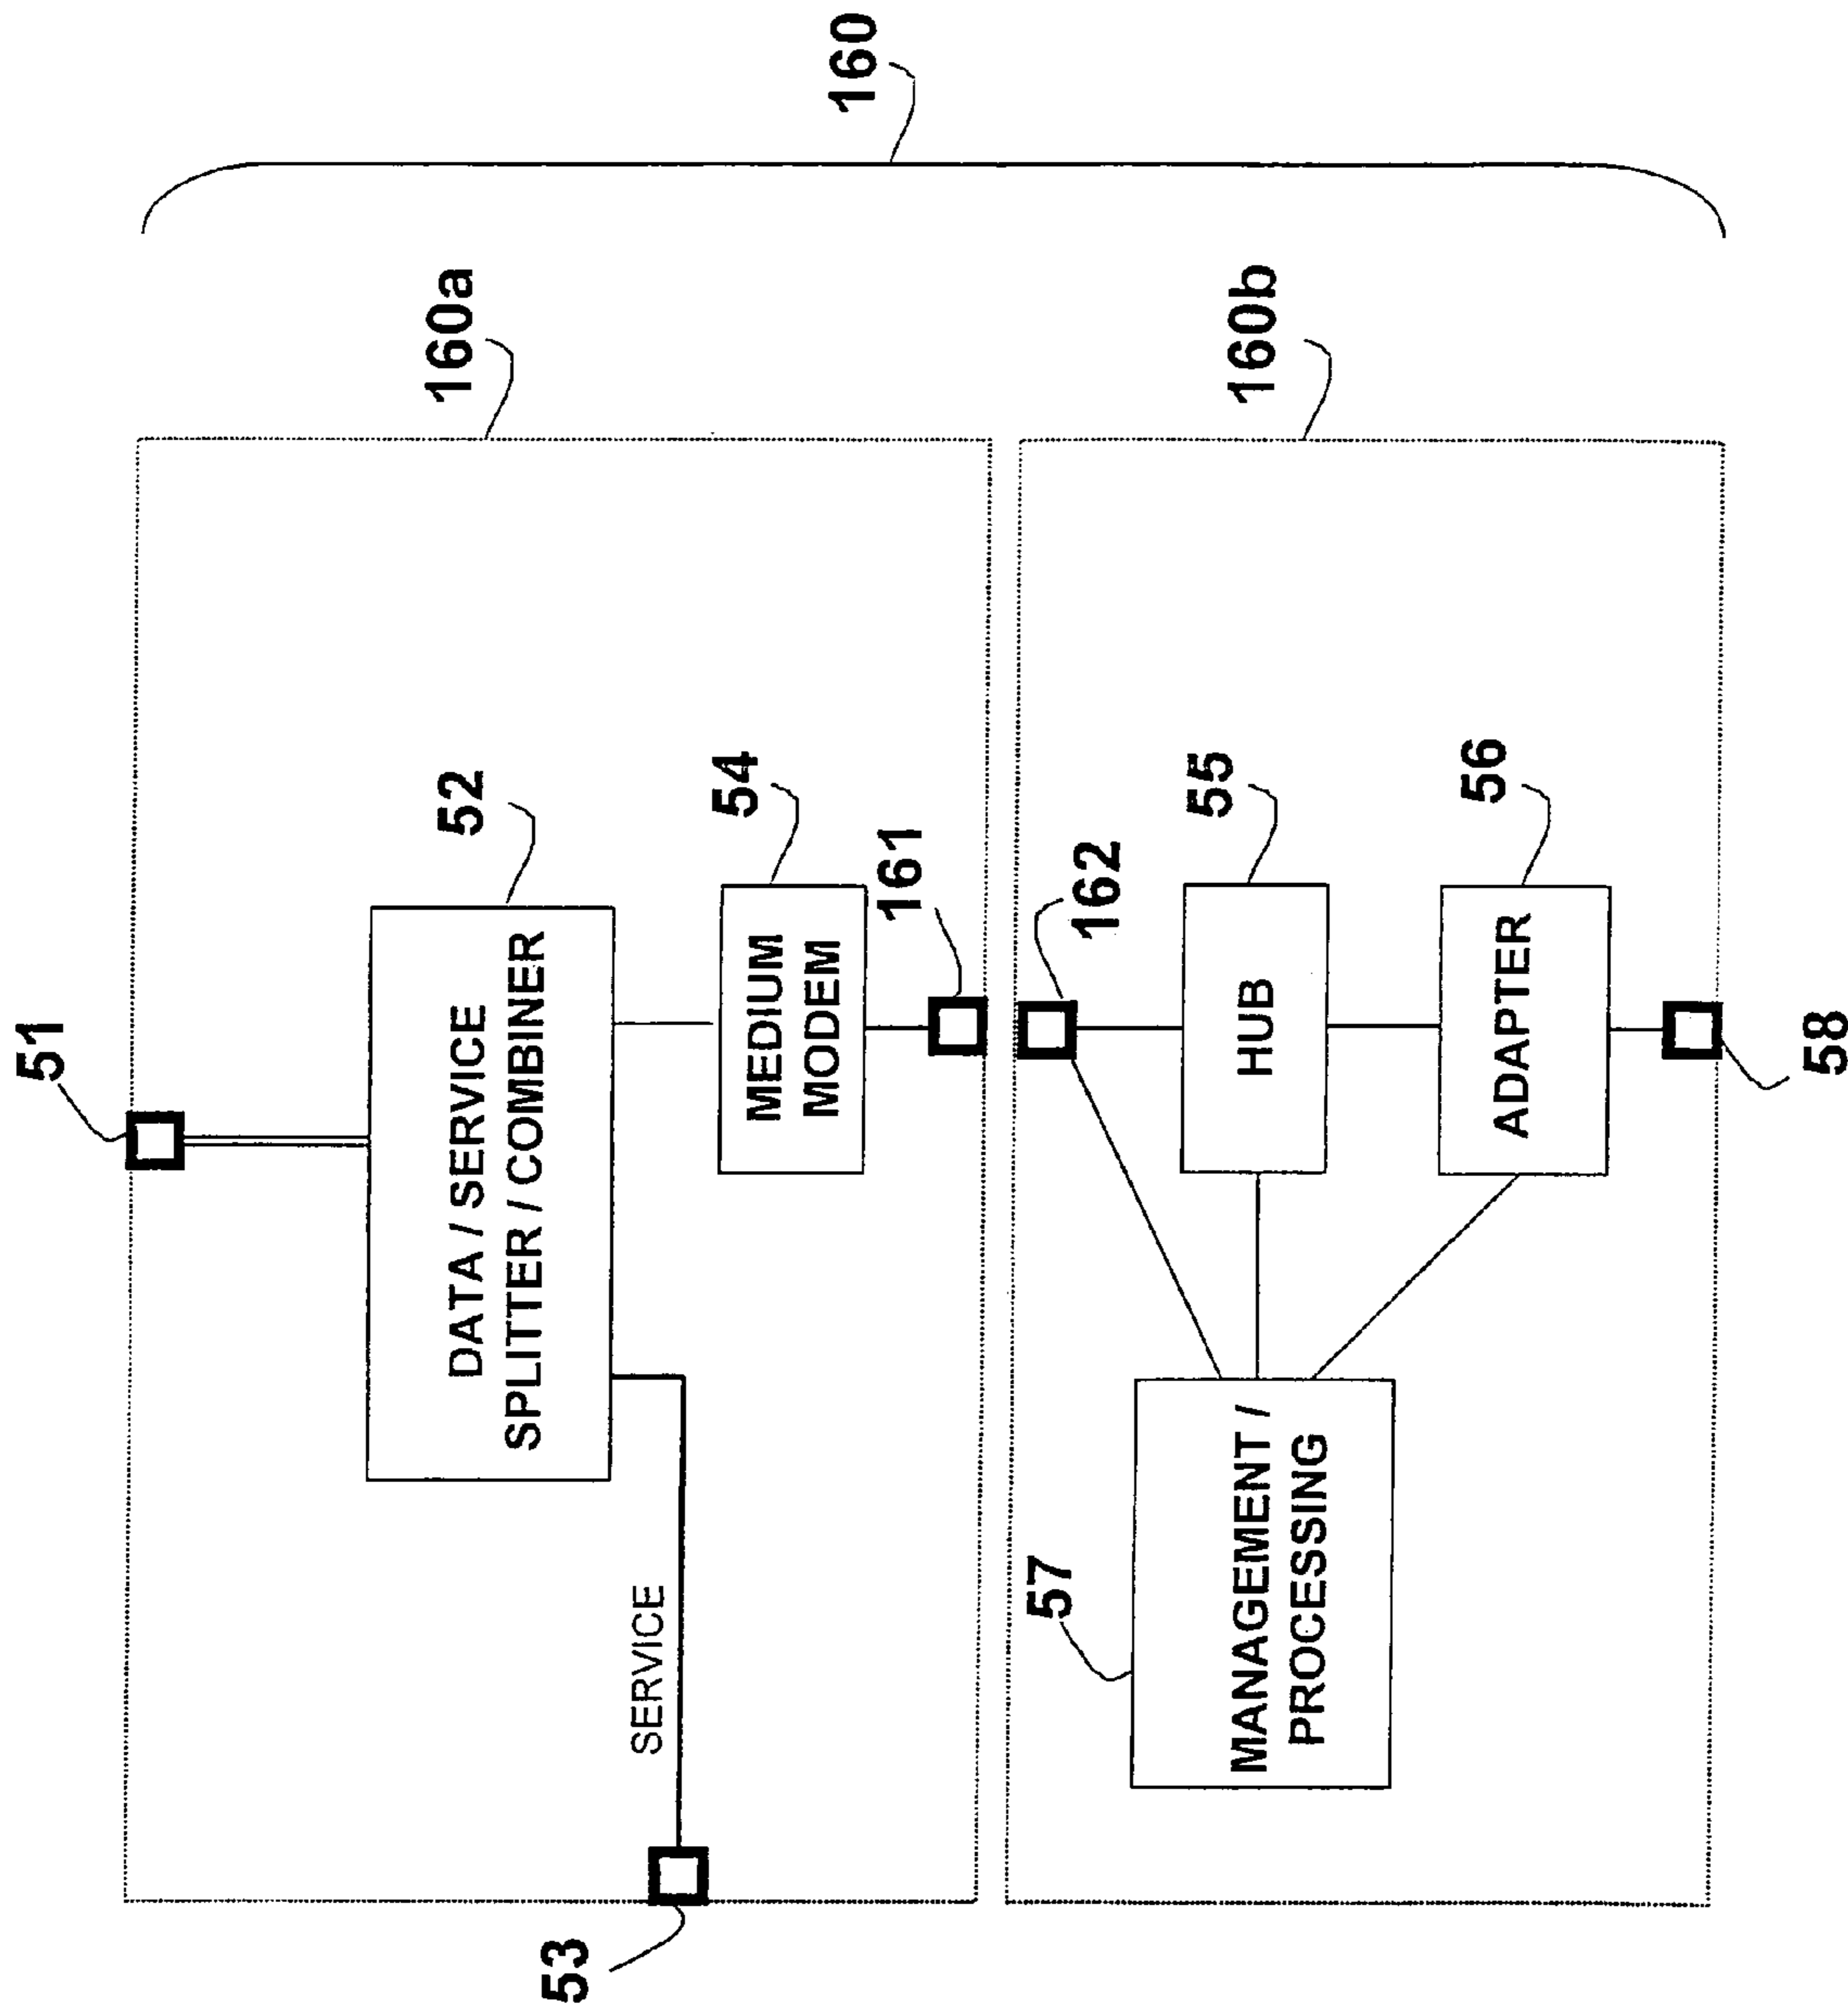 51
52
160a
DATA / SERVICE
SPLITTER / COMBINER
53
SERVICE
54
MEDIUM
MODEM
160
161
57
162
55
160b
MANAGEMENT /
PROCESSING
HUB
56
ADAPTER
58